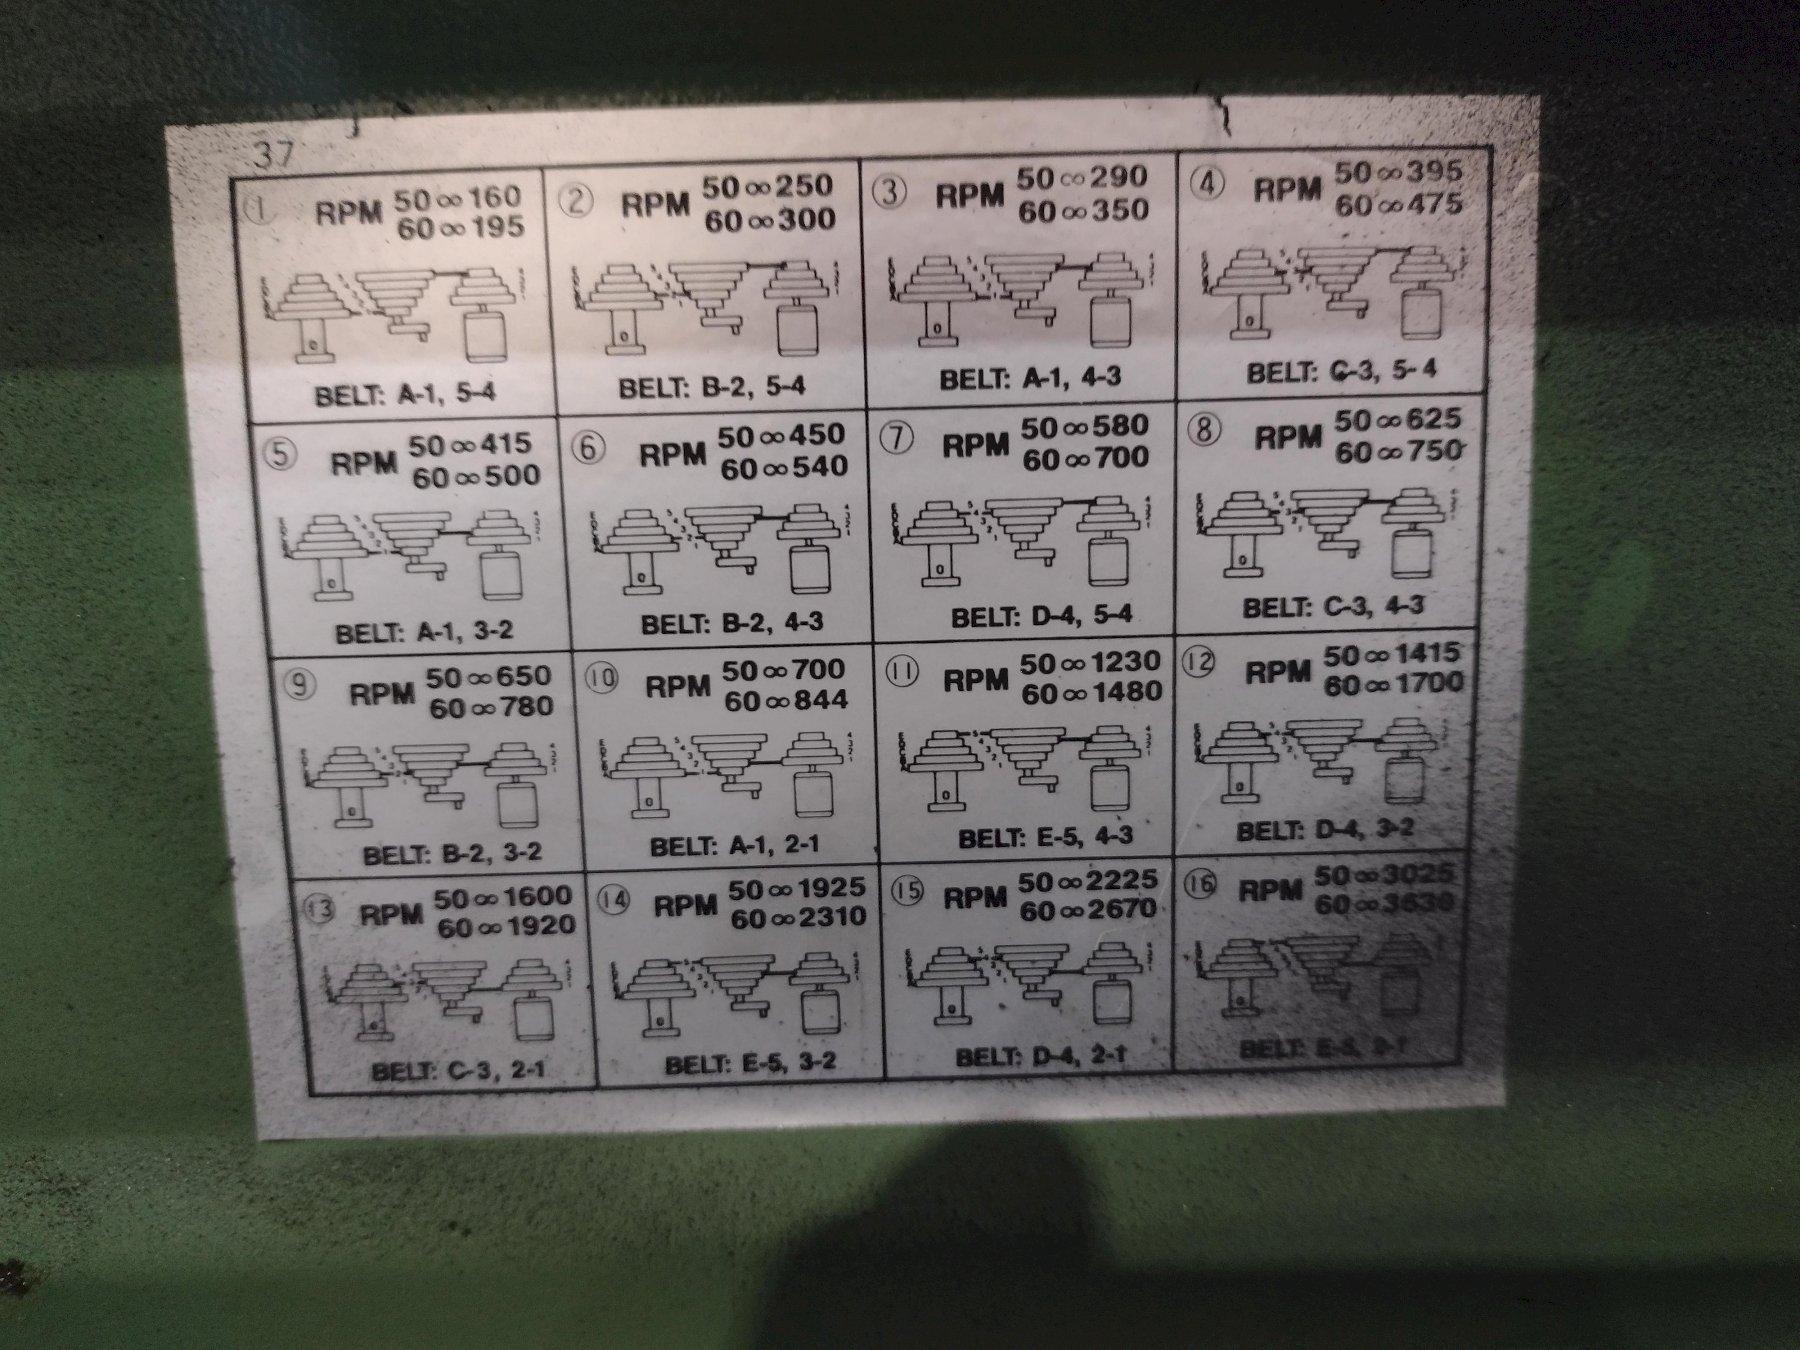 37
① RPM 50∞160
60∞195
BELT: A-1, 5-4
② RPM 50∞250
60∞300
BELT: B-2, 5-4
③ RPM 50∞290
60∞350
BELT: A-1, 4-3
④ RPM 50∞395
60∞475
BELT: C-3, 5-4
⑤ RPM 50∞415
60∞500
BELT: A-1, 3-2
⑥ RPM 50∞450
60∞540
BELT: B-2, 4-3
⑦ RPM 50∞580
60∞700
BELT: D-4, 5-4
⑧ RPM 50∞625
60∞750
BELT: C-3, 4-3
⑨ RPM 50∞650
60∞780
BELT: B-2, 3-2
⑩ RPM 50∞700
60∞844
BELT: A-1, 2-1
⑪ RPM 50∞1230
60∞1480
BELT: E-5, 4-3
⑫ RPM 50∞1415
60∞1700
BELT: D-4, 3-2
⑬ RPM 50∞1600
60∞1920
BELT: C-3, 2-1
⑭ RPM 50∞1925
60∞2310
BELT: E-5, 3-2
⑮ RPM 50∞2225
60∞2670
BELT: D-4, 2-1
⑯ RPM 50∞3025
60∞3630
BELT: E-5, 2-1